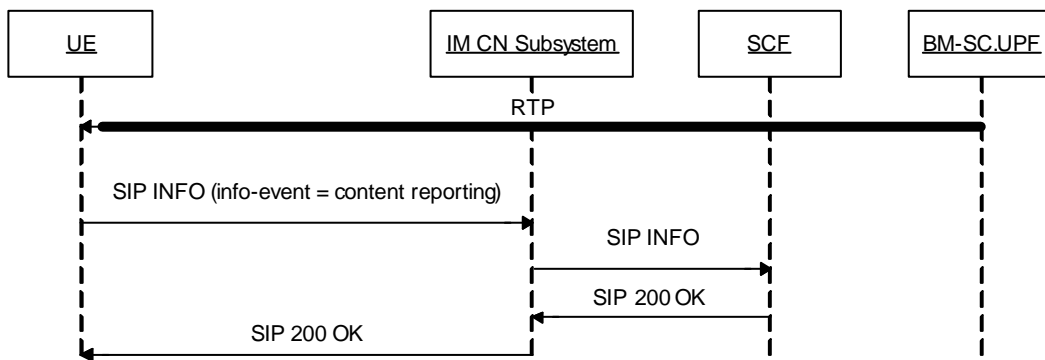 UE
IM CN Subsystem
SCF
BM-SC.UPF
RTP
SIP INFO (info-event = content reporting)
SIP INFO
SIP 200 OK
SIP 200 OK